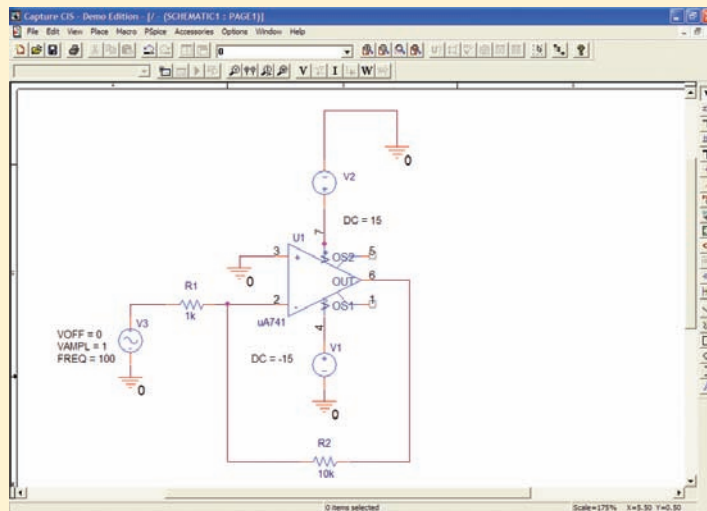 Capture CIS - Demo Edition - [/ - (SCHEMATIC1 : PAGE1)]
File Edit View Place Macro PSpice Accessories Options Window Help
0
V I W
0
V2
7
DC = 15
U1
3
+
OS2
5
0
OUT
6
R1
2
-
OS1
1
1k
uA741
V3
4
VOFF = 0
VAMPL = 1
FREQ = 100
V1
DC = -15
0
0
R2
10k
0 items selected
Scale=175% X=5.50 Y=0.50